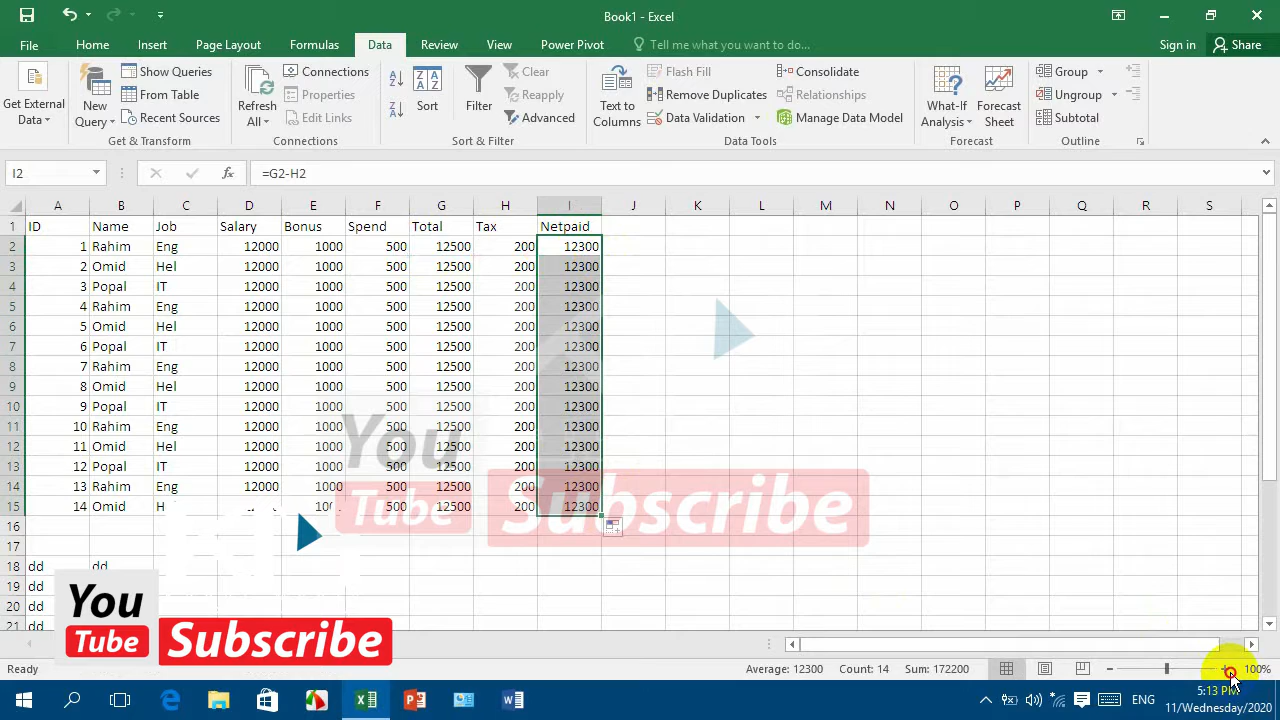 Book1 - Excel
File Home Insert Page Layout Formulas Data Review View Power Pivot Tell me what you want to do... Sign in Share
Get External Data
New Query
Show Queries
From Table
Recent Sources
Get & Transform
Refresh All
Connections
Properties
Edit Links
Connections
Sort
Filter
Clear
Reapply
Advanced
Sort & Filter
Text to Columns
Flash Fill
Remove Duplicates
Data Validation
Consolidate
Relationships
Manage Data Model
Data Tools
What-If Analysis
Forecast Sheet
Forecast
Group
Ungroup
Subtotal
Outline
I2 fx =G2-H2
A B C D E F G H I J K L M N O P Q R S
1 ID Name Job Salary Bonus Spend Total Tax Netpaid
2 1 Rahim Eng 12000 1000 500 12500 200 12300
3 2 Omid Hel 12000 1000 500 12500 200 12300
4 3 Popal IT 12000 1000 500 12500 200 12300
5 4 Rahim Eng 12000 1000 500 12500 200 12300
6 5 Omid Hel 12000 1000 500 12500 200 12300
7 6 Popal IT 12000 1000 500 12500 200 12300
8 7 Rahim Eng 12000 1000 500 12500 200 12300
9 8 Omid Hel 12000 1000 500 12500 200 12300
10 9 Popal IT 12000 1000 500 12500 200 12300
11 10 Rahim Eng 12000 1000 500 12500 200 12300
12 11 Omid Hel 12000 1000 500 12500 200 12300
13 12 Popal IT 12000 1000 500 12500 200 12300
14 13 Rahim Eng 12000 1000 500 12500 200 12300
15 14 Omid 500 12500 200 12300
16
17
18 dd dd
19 dd
20 dd
21 dd
You Tube Subscribe
You Tube Subscribe
Ready Average: 12300 Count: 14 Sum: 172200 100%
ENG
5:13 PM
11/Wednesday/2020